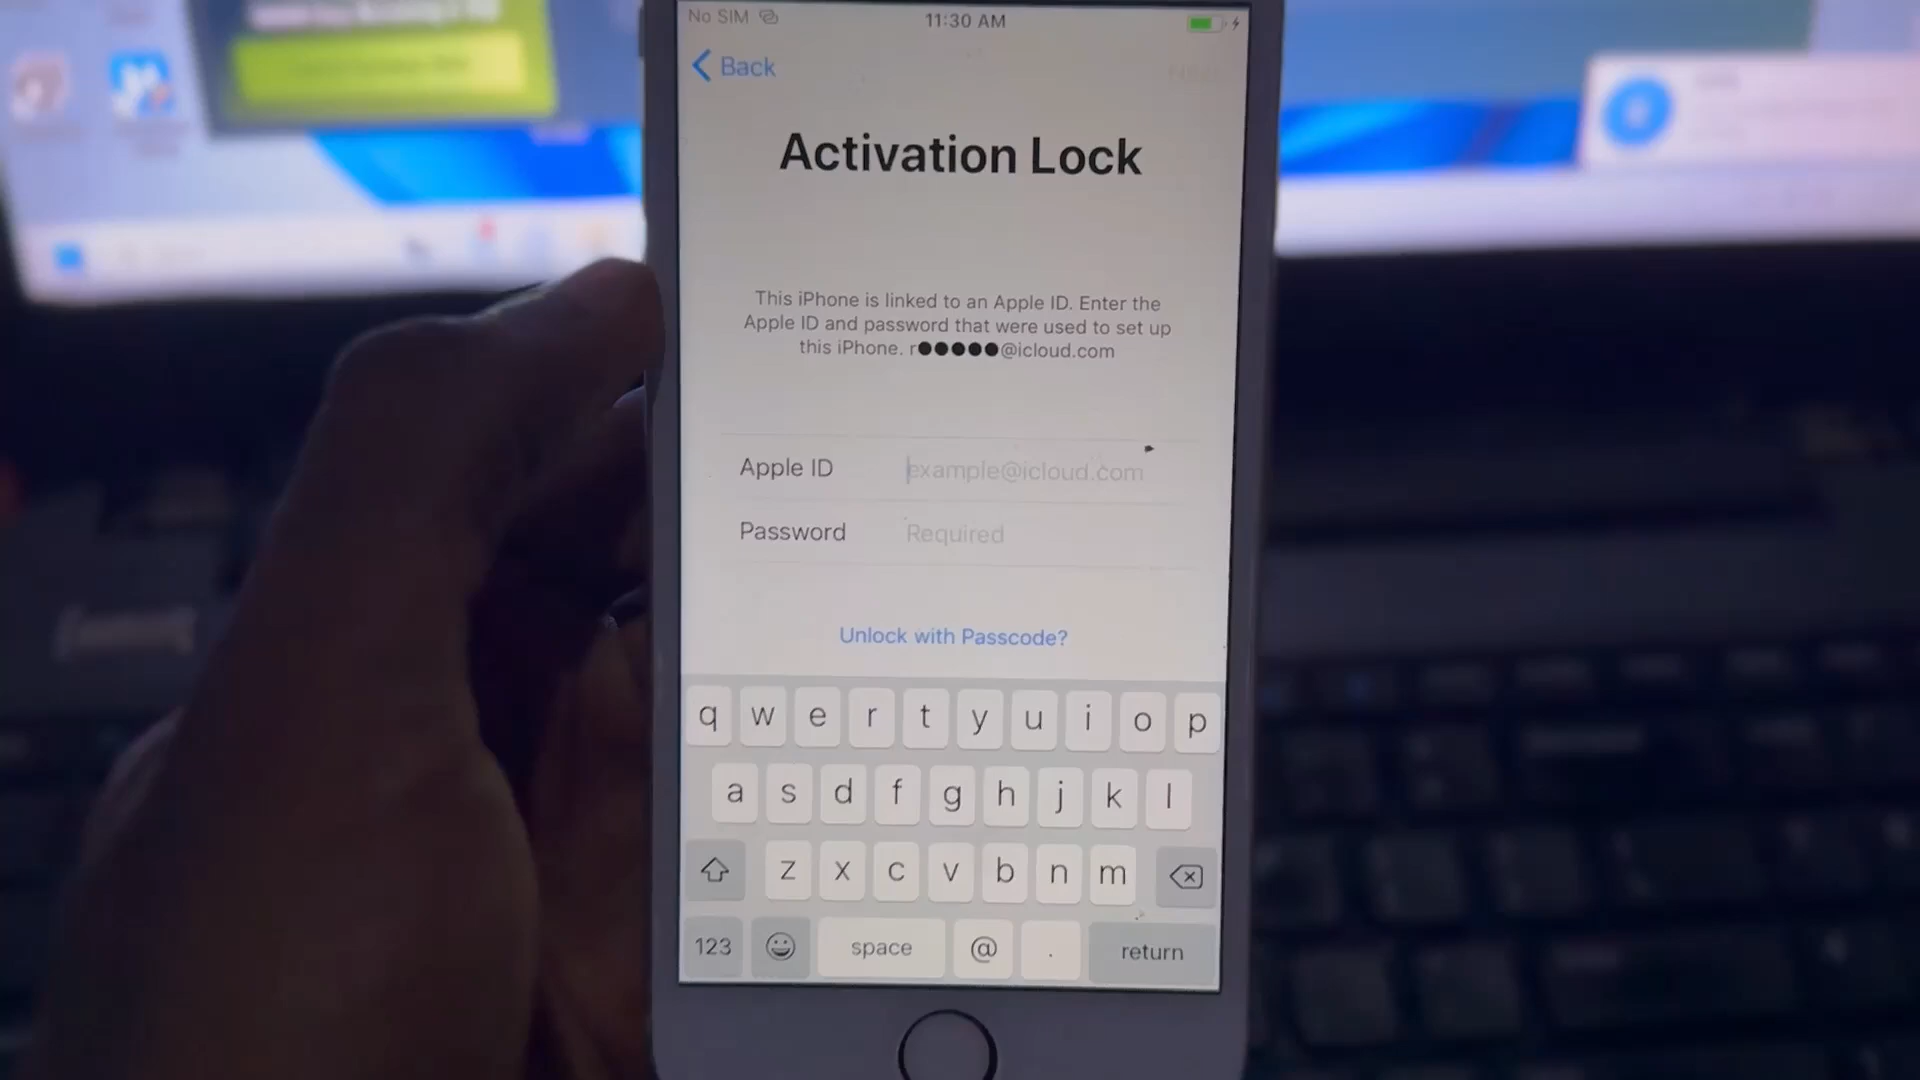 No SIM
11:30 AM
Back
Activation Lock
This iPhone is linked to an Apple ID. Enter the
Apple ID and password that were used to set up
this iPhone. r●●●●●@icloud.com
Apple ID example@icloud.com
Password Required
Unlock with Passcode?
q w e r t y u i o p
a s d f g h j k l
z x c v b n m
123 space @ . return